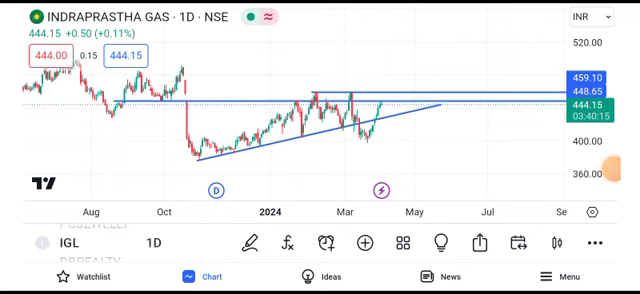 INDRAPRASTHA GAS · 1D · NSE
INR
444.15 +0.50 (+0.11%)
444.00 0.15 444.15
520.00
459.10
448.65
444.15
03:40:15
400.00
360.00
D
Aug Oct 2024 Mar May Jul Se
IGL 1D
Watchlist Chart Ideas News Menu